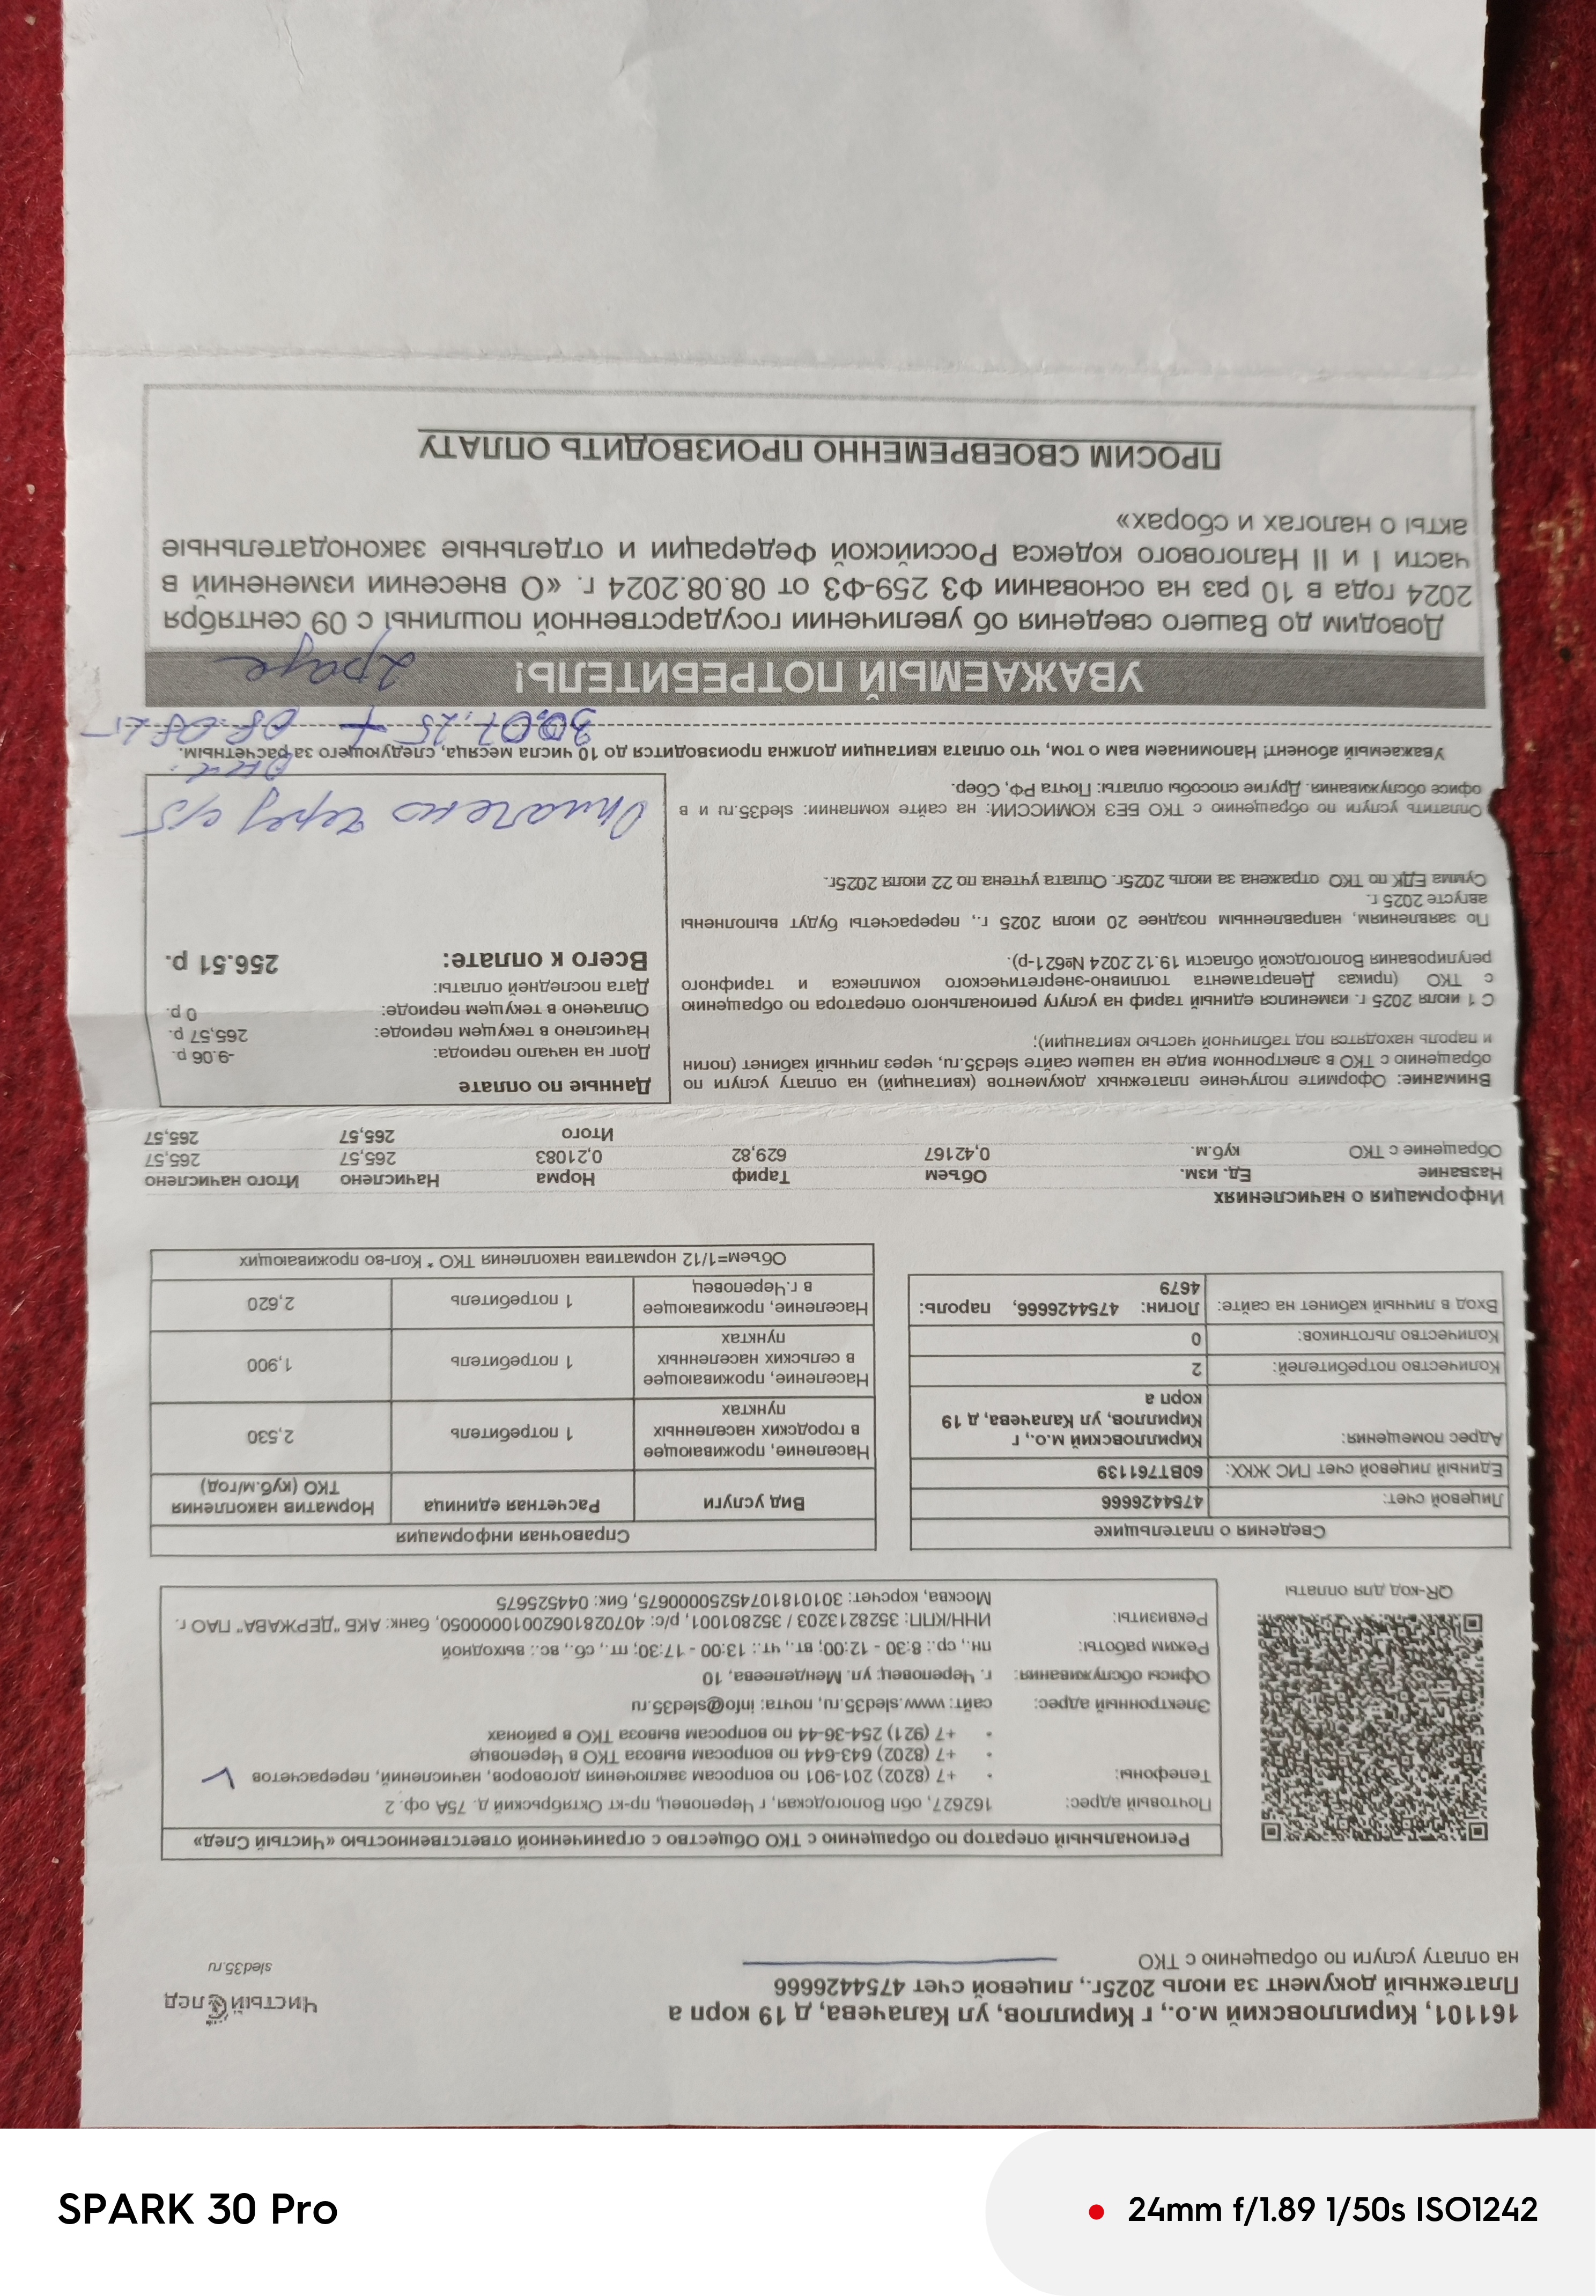 161101, Кирилловский м.о., г Кириллов, ул Калачева, д 19 корп а
Платежный документ за июль 2025г., лицевой счет 4754426666
на оплату услуги по обращению с ТКО
Чистый След
sled35.ru
QR-код для оплаты
Региональный оператор по обращению с ТКО Общество с ограниченной ответственностью «Чистый След»
Почтовый адрес: 162627, обл Вологодская, г Череповец, пр-кт Октябрьский д. 75А оф. 2
Телефоны: • +7 (8202) 201-901 по вопросам заключения договоров, начислений, перерасчетов
• +7 (8202) 643-644 по вопросам вывоза ТКО в Череповце
• +7 (921) 254-36-44 по вопросам вывоза ТКО в районах
Электронный адрес: сайт: www.sled35.ru, почта: info@sled35.ru
Офисы обслуживания: г. Череповец: ул. Менделеева, 10
Режим работы: пн., ср.: 8:30 - 12:00; вт., чт.: 13:00 - 17:30; пт., сб., вс.: выходной
Реквизиты: ИНН/КПП: 3528213203 / 352801001, р/с: 40702810620010000050, банк: АКБ "ДЕРЖАВА" ПАО г.
Москва, корсчет: 30101810745250000675, бик: 044525675
Сведения о плательщике
Лицевой счет: 4754426666
Единый лицевой счет ГИС ЖКХ: 60ВТ761139
Адрес помещения: Кирилловский м.о., г
Кириллов, ул Калачева, д 19
корп а
Количество потребителей: 2
Количество льготников: 0
Вход в личный кабинет на сайте: Логин: 4754426666, пароль:
4679
Справочная информация
Вид услуги Расчетная единица Норматив накопления
ТКО (куб.м/год)
Население, проживающее
в городских населенных
пунктах 1 потребитель 2,530
Население, проживающее
в сельских населенных
пунктах 1 потребитель 1,900
Население, проживающее
в г.Череповец 1 потребитель 2,620
Объем=1/12 норматива накопления ТКО * Кол-во проживающих
Информация о начислениях
Название Ед. изм. Объем Тариф Норма Начислено Итого начислено
Обращение с ТКО куб.м. 0,42167 629,82 0,21083 265,57 265,57
Итого 265,57 265,57
Внимание: Оформите получение платежных документов (квитанций) на оплату услуги по
обращению с ТКО в электронном виде на нашем сайте sled35.ru, через личный кабинет (логин
и пароль находятся под табличной частью квитанции);
С 1 июля 2025 г. изменился единый тариф на услугу регионального оператора по обращению
с ТКО (приказ Департамента топливно-энергетического комплекса и тарифного
регулирования Вологодской области 19.12.2024 №621-р).
По заявлениям, направленным позднее 20 июля 2025 г., перерасчеты будут выполнены
августе 2025 г.
Сумма ЕДК по ТКО отражена за июль 2025г. Оплата учтена по 22 июля 2025г.
Оплатить услуги по обращению с ТКО БЕЗ КОМИССИИ: на сайте компании: sled35.ru и в
офисе обслуживания. Другие способы оплаты: Почта РФ, Сбер.
Данные по оплате
Долг на начало периода: -9.06 р.
Начислено в текущем периоде: 265,57 р.
Оплачено в текущем периоде: 0 р.
Дата последней оплаты:
Всего к оплате: 256.51 р.
Оплачено через
Уважаемый абонент! Напоминаем вам о том, что оплата квитанции должна производится до 10 числа месяца, следующего за расчетным.
30.07.25 +
УВАЖАЕМЫЙ ПОТРЕБИТЕЛЬ!
Доводим до Вашего сведения об увеличении государственной пошлины с 09 сентября
2024 года в 10 раз на основании ФЗ 259-ФЗ от 08.08.2024 г. «О внесении изменений в
части I и II Налогового кодекса Российской Федерации и отдельные законодательные
акты о налогах и сборах»
ПРОСИМ СВОЕВРЕМЕННО ПРОИЗВОДИТЬ ОПЛАТУ
SPARK 30 Pro
24mm f/1.89 1/50s ISO1242